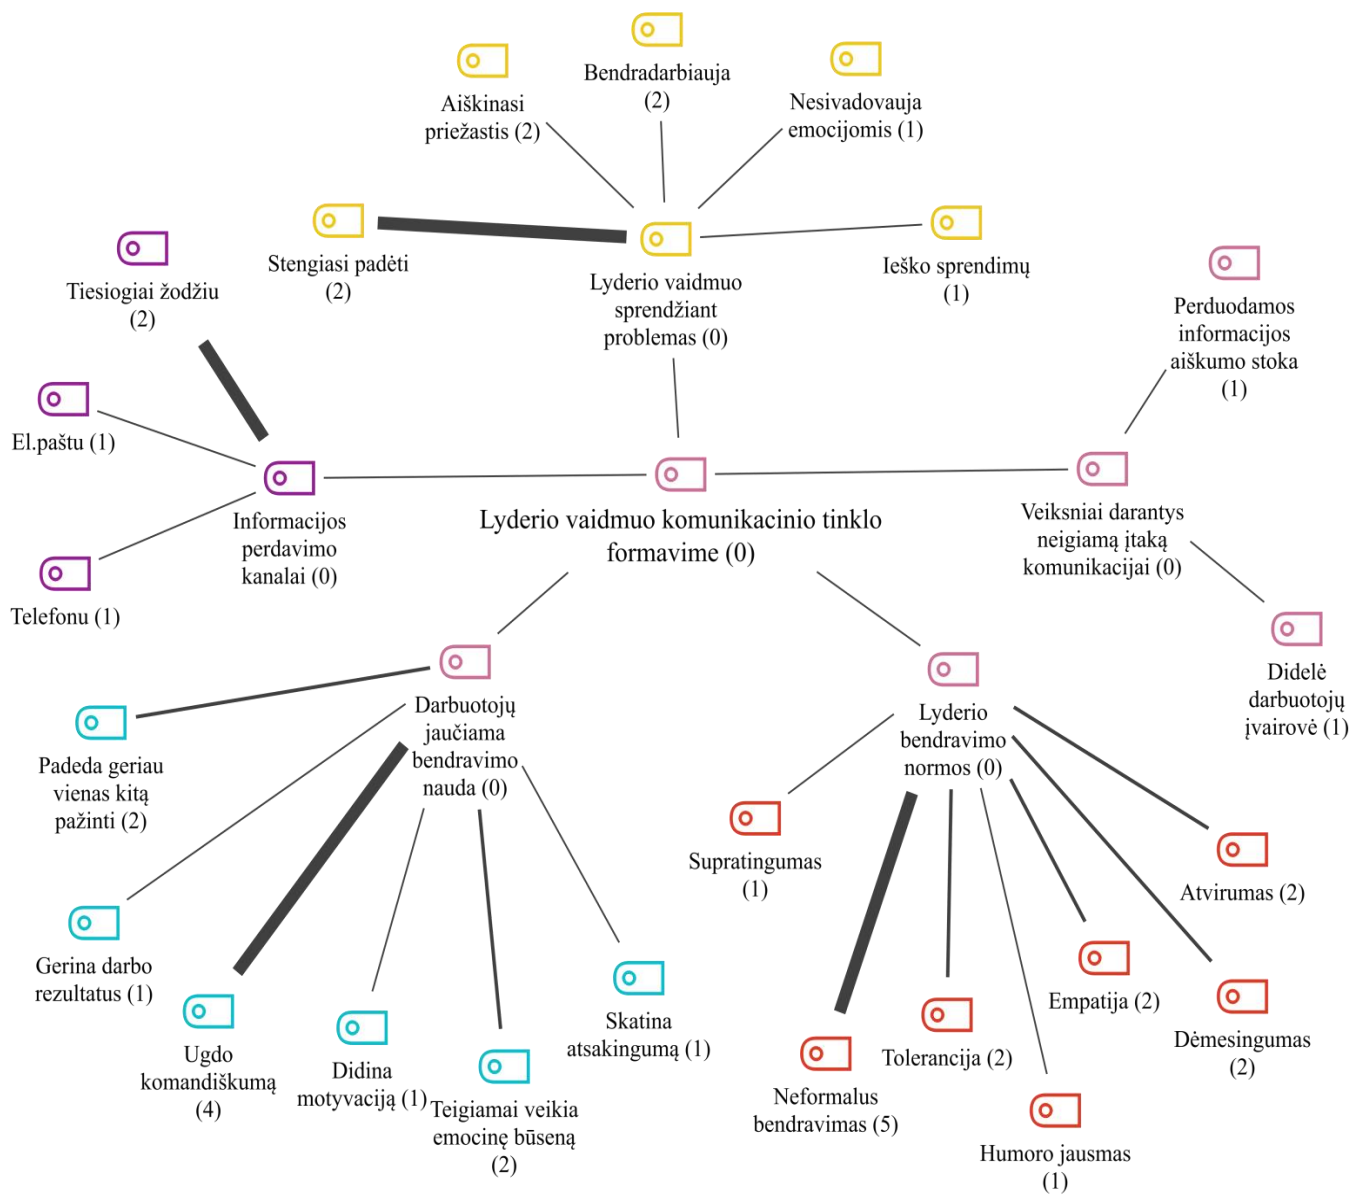 Bendradarbiauja
(2)
Aiškinasi
priežastis (2)
Nesivadovauja
emocijomis (1)
Stengiasi padėti
(2)
Lyderio vaidmuo
sprendžiant
problemas (0)
Ieško sprendimų
(1)
Tiesiogiai žodžiu
(2)
Perduodamos
informacijos
aiškumo stoka
(1)
El.paštu (1)
Informacijos
perdavimo
kanalai (0)
Lyderio vaidmuo komunikacinio tinklo
formavime (0)
Veiksniai darantys
neigiamą įtaką
komunikacijai (0)
Telefonu (1)
Didelė
darbuotojų
įvairovė (1)
Darbuotojų
jaučiama
bendravimo
nauda (0)
Lyderio
bendravimo
normos (0)
Padeda geriau
vienas kitą
pažinti (2)
Supratingumas
(1)
Atvirumas (2)
Gerina darbo
rezultatus (1)
Ugdo
komandiškumą
(4)
Didina
motyvaciją (1)
Teigiamai veikia
emocinę būseną
(2)
Skatina
atsakingumą (1)
Neformalus
bendravimas (5)
Tolerancija (2)
Humoro jausmas
(1)
Empatija (2)
Dėmesingumas
(2)